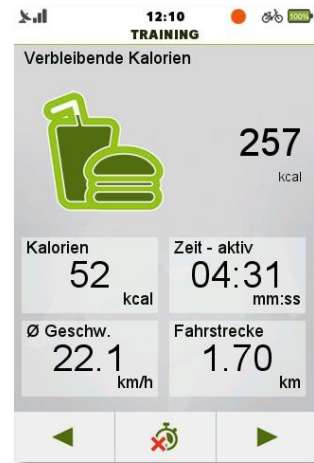 12:10
100%
TRAINING
Verbleibende Kalorien
257
kcal
Kalorien
52
kcal
Zeit - aktiv
04:31
mm:ss
Ø Geschw.
22.1
km/h
Fahrstrecke
1.70
km